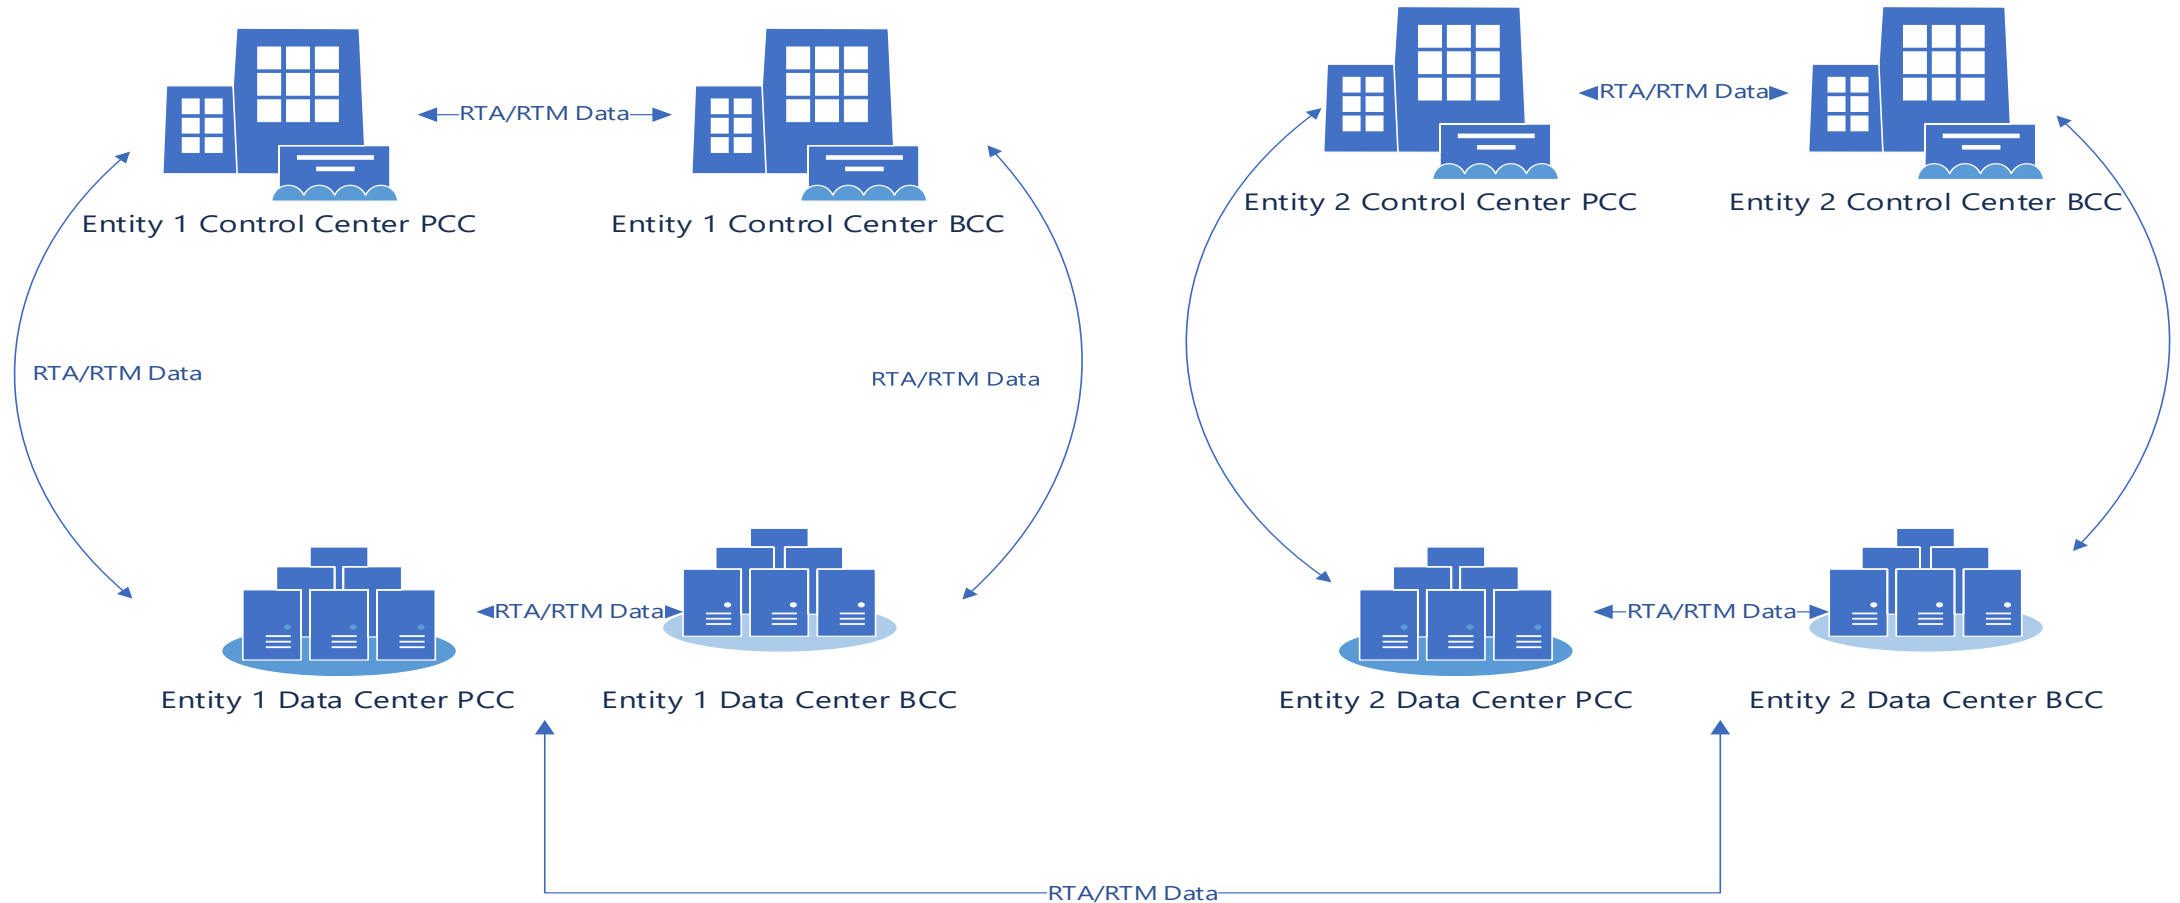 RTA/RTM Data
RTA/RTM Data
Entity 1 Control Center PCC
Entity 1 Control Center BCC
Entity 2 Control Center PCC
Entity 2 Control Center BCC
RTA/RTM Data
RTA/RTM Data
RTA/RTM Data
RTA/RTM Data
Entity 1 Data Center PCC
Entity 1 Data Center BCC
Entity 2 Data Center PCC
Entity 2 Data Center BCC
RTA/RTM Data